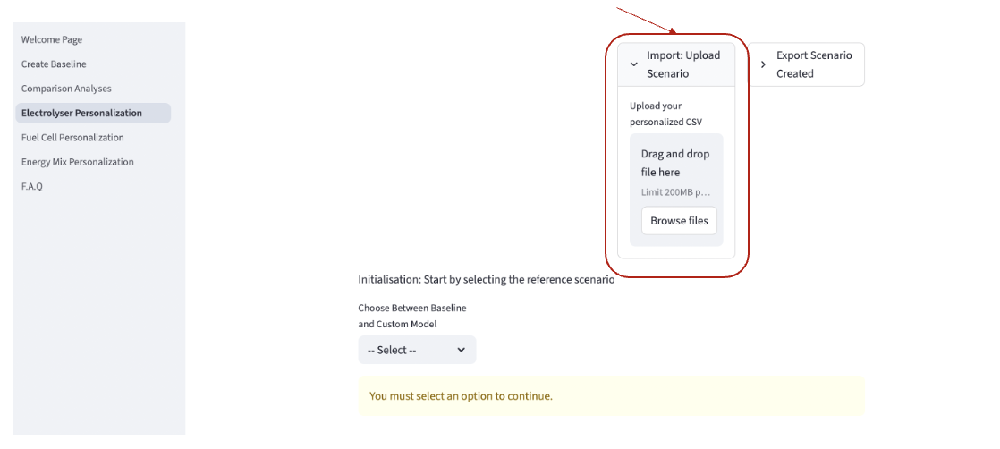 Welcome Page
Create Baseline
Comparison Analyses
Electrolyser Personalization
Fuel Cell Personalization
Energy Mix Personalization
F.A.Q
Import: Upload
Scenario
Export Scenario
Created
Upload your
personalized CSV
Drag and drop
file here
Limit 200MB p...
Browse files
Initialisation: Start by selecting the reference scenario
Choose Between Baseline
and Custom Model
-- Select --
You must select an option to continue.